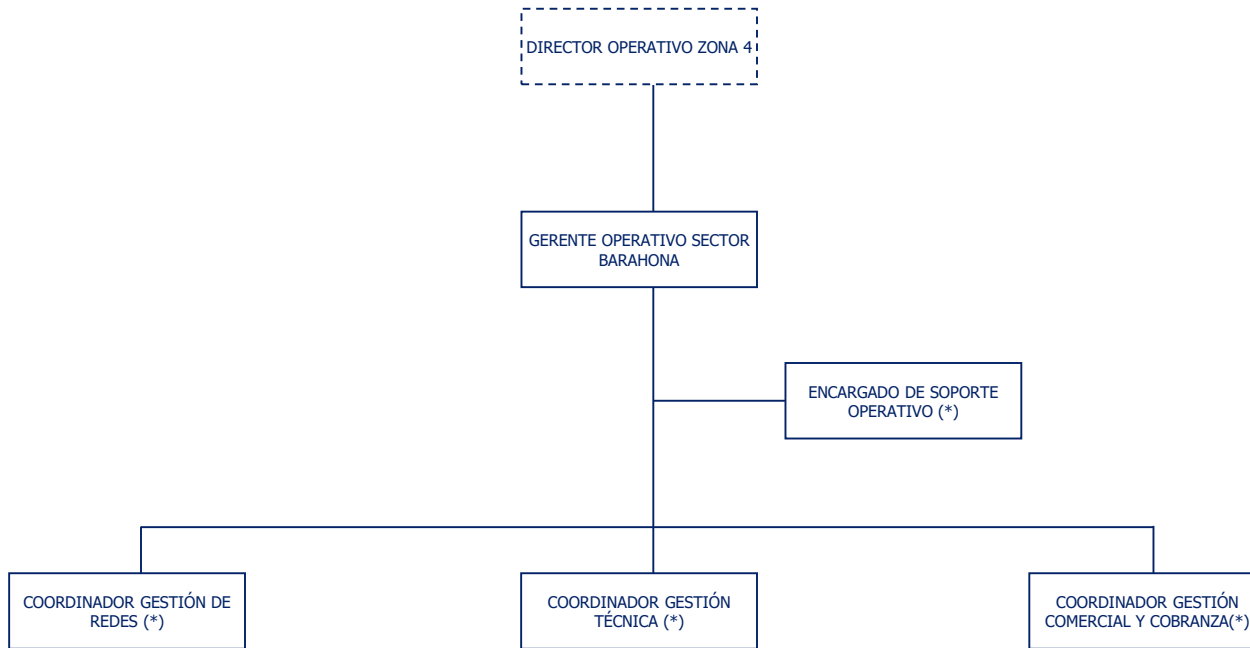 DIRECTOR OPERATIVO ZONA 4
GERENTE OPERATIVO SECTOR
BARAHONA
ENCARGADO DE SOPORTE
OPERATIVO (*)
COORDINADOR GESTIÓN DE
REDES (*)
COORDINADOR GESTIÓN
TÉCNICA (*)
COORDINADOR GESTIÓN
COMERCIAL Y COBRANZA(*)